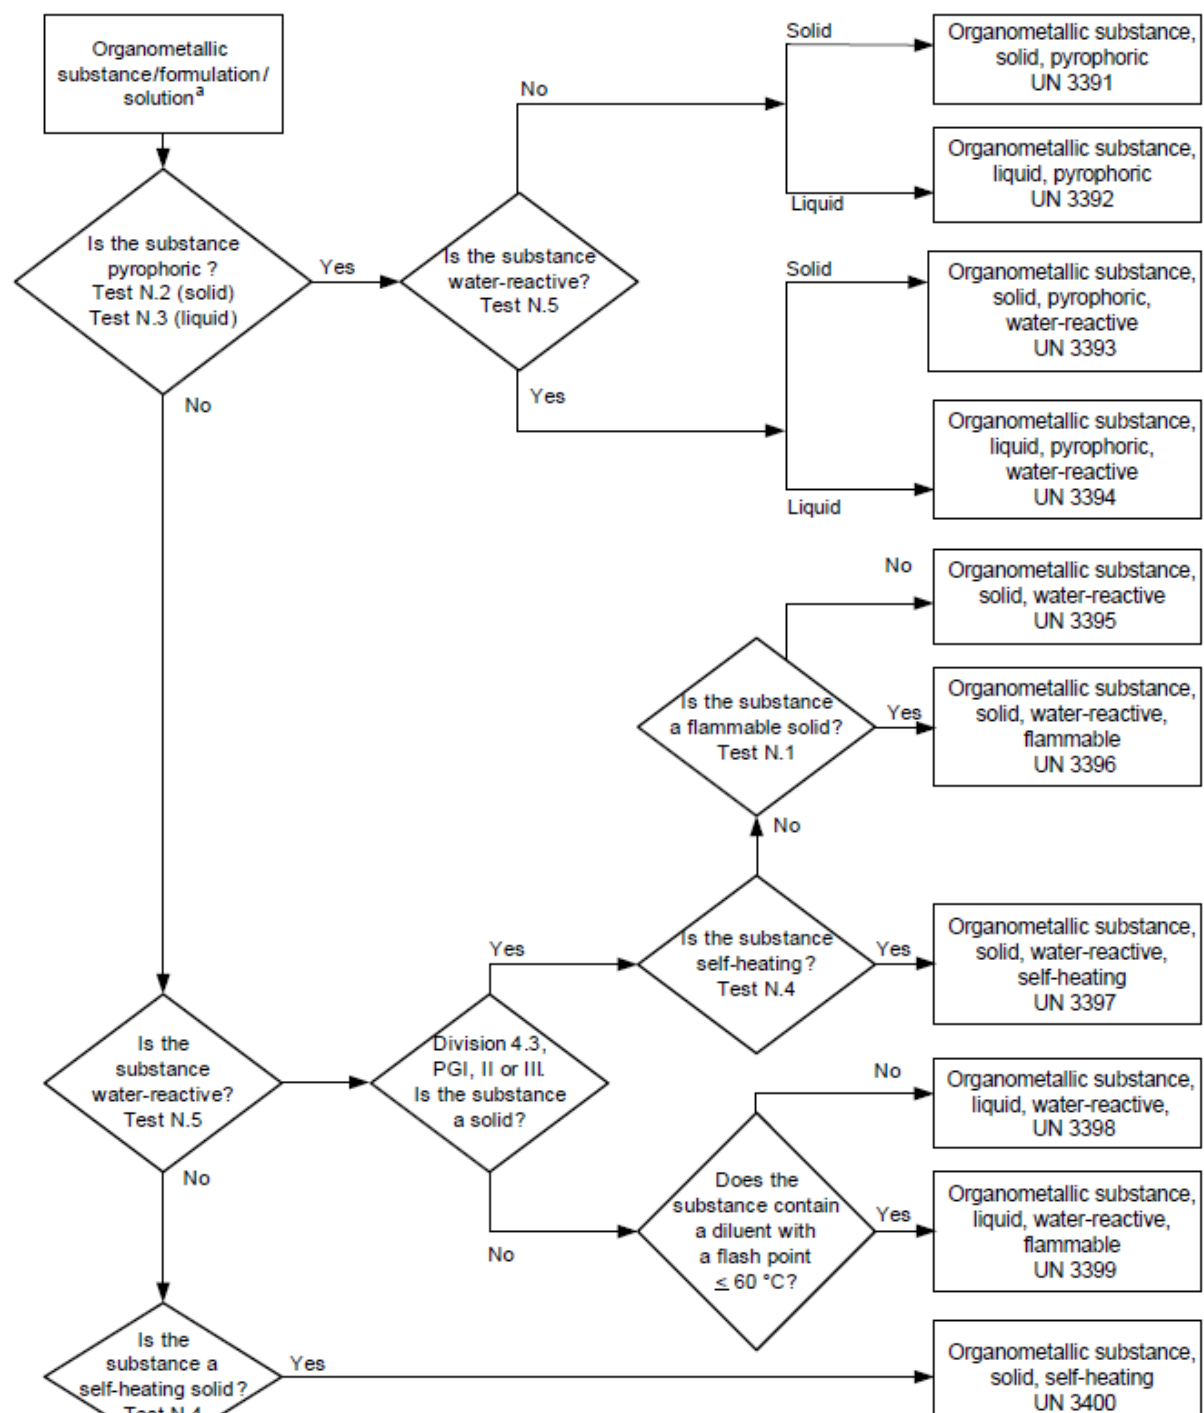 Organometallic
substance/formulation/
solutionᵃ
Is the substance
pyrophoric ?
Test N.2 (solid)
Test N.3 (liquid)
Yes
No
Is the substance
water-reactive?
Test N.5
No
Yes
Solid
Organometallic substance,
solid, pyrophoric
UN 3391
Liquid
Organometallic substance,
liquid, pyrophoric
UN 3392
Solid
Organometallic substance,
solid, pyrophoric,
water-reactive
UN 3393
Liquid
Organometallic substance,
liquid, pyrophoric,
water-reactive
UN 3394
No
Organometallic substance,
solid, water-reactive
UN 3395
Is the substance
a flammable solid?
Test N.1
Yes
Organometallic substance,
solid, water-reactive,
flammable
UN 3396
No
Is the substance
self-heating?
Test N.4
Yes
Organometallic substance,
solid, water-reactive,
self-heating
UN 3397
Yes
Is the
substance
water-reactive?
Test N.5
Division 4.3,
PGI, II or III.
Is the substance
a solid?
No
No
Does the
substance contain
a diluent with
a flash point
≤ 60 °C?
No
Organometallic substance,
liquid, water-reactive,
UN 3398
Yes
Organometallic substance,
liquid, water-reactive,
flammable
UN 3399
Is the
substance a
self-heating solid?
Test N.4
Yes
Organometallic substance,
solid, self-heating
UN 3400